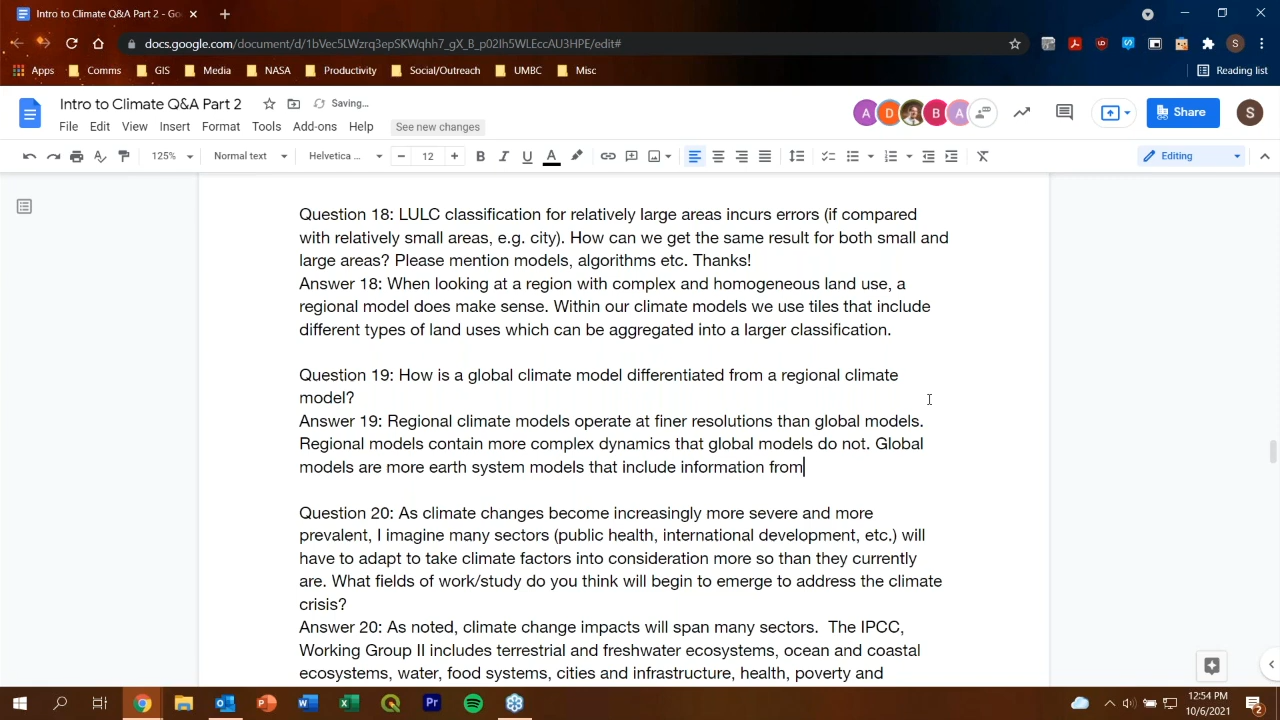 Intro to Climate Q&A Part 2 - Go
docs.google.com/document/d/1bVec5LWzrq3epSKWqhh7_gX_B_p02Ih5WLEccAU3HPE/edit#
Apps Comms GIS Media NASA Productivity Social/Outreach UMBC Misc Reading list
Intro to Climate Q&A Part 2 Saving...
File Edit View Insert Format Tools Add-ons Help See new changes
A D B A Share S
125% Normal text Helvetica ... 12 B I U A Editing
Question 18: LULC classification for relatively large areas incurs errors (if compared
with relatively small areas, e.g. city). How can we get the same result for both small and
large areas? Please mention models, algorithms etc. Thanks!
Answer 18: When looking at a region with complex and homogeneous land use, a
regional model does make sense. Within our climate models we use tiles that include
different types of land uses which can be aggregated into a larger classification.
Question 19: How is a global climate model differentiated from a regional climate
model?
Answer 19: Regional climate models operate at finer resolutions than global models.
Regional models contain more complex dynamics that global models do not. Global
models are more earth system models that include information from
Question 20: As climate changes become increasingly more severe and more
prevalent, I imagine many sectors (public health, international development, etc.) will
have to adapt to take climate factors into consideration more so than they currently
are. What fields of work/study do you think will begin to emerge to address the climate
crisis?
Answer 20: As noted, climate change impacts will span many sectors.  The IPCC,
Working Group II includes terrestrial and freshwater ecosystems, ocean and coastal
ecosystems, water, food systems, cities and infrastructure, health, poverty and
12:54 PM
10/6/2021